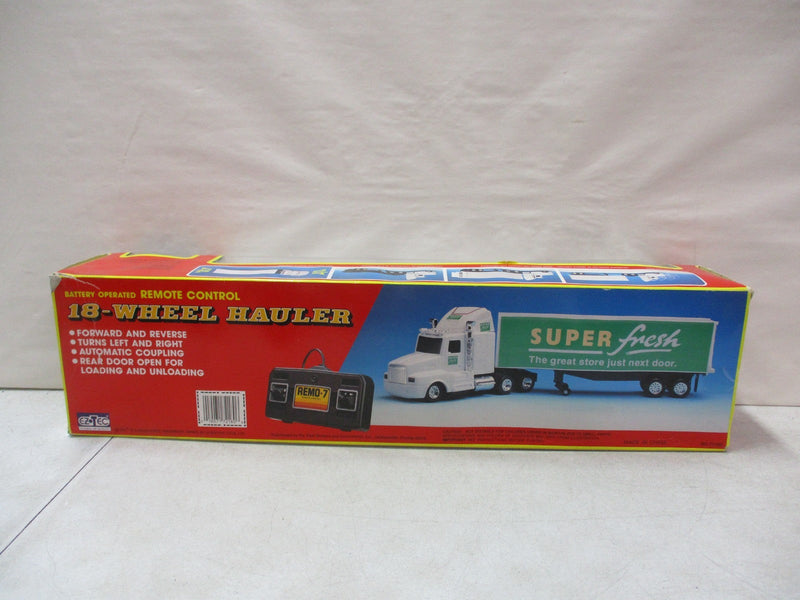 BATTERY OPERATED REMOTE CONTROL
18-WHEEL HAULER
• FORWARD AND REVERSE
• TURNS LEFT AND RIGHT
• AUTOMATIC COUPLING
• REAR DOOR OPEN FOR
LOADING AND UNLOADING
EZTEC
REMO-7
SUPER fresh
The great store just next door.
MADE IN CHINA